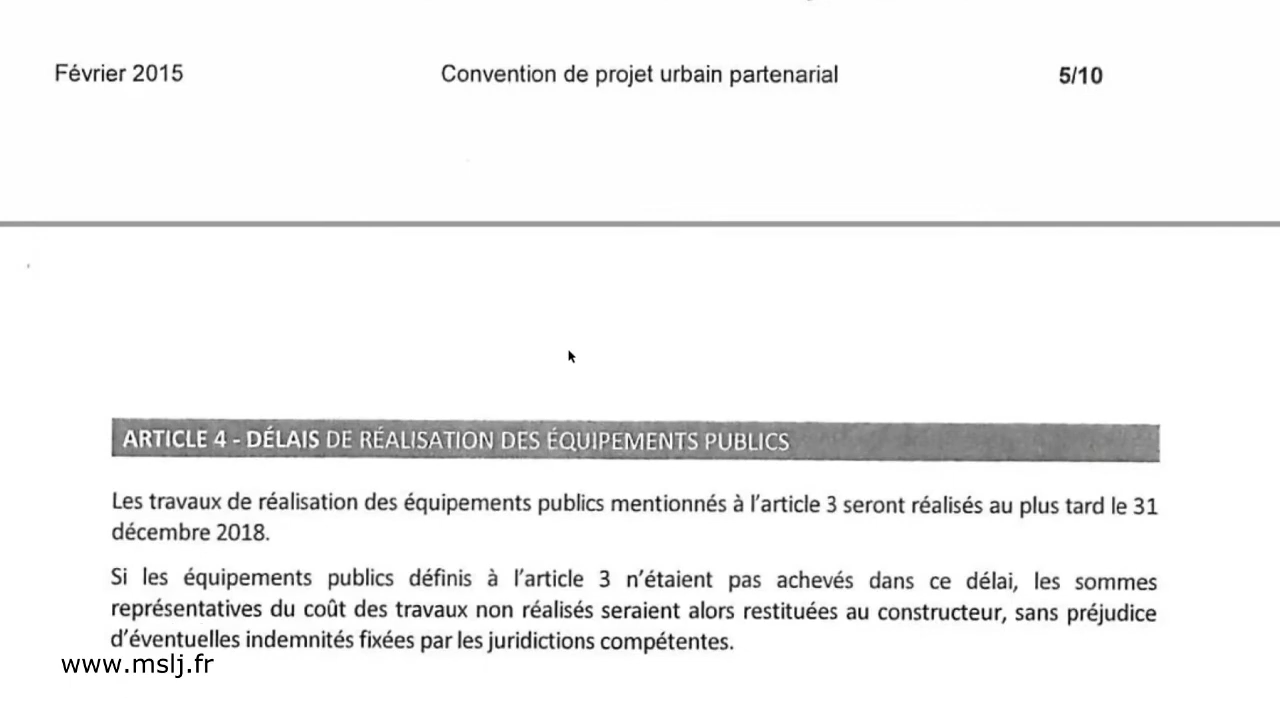 Février 2015 Convention de projet urbain partenarial 5/10
ARTICLE 4 - DÉLAIS DE RÉALISATION DES ÉQUIPEMENTS PUBLICS
Les travaux de réalisation des équipements publics mentionnés à l'article 3 seront réalisés au plus tard le 31
décembre 2018.
Si les équipements publics définis à l'article 3 n'étaient pas achevés dans ce délai, les sommes
représentatives du coût des travaux non réalisés seraient alors restituées au constructeur, sans préjudice
d'éventuelles indemnités fixées par les juridictions compétentes.
www.mslj.fr